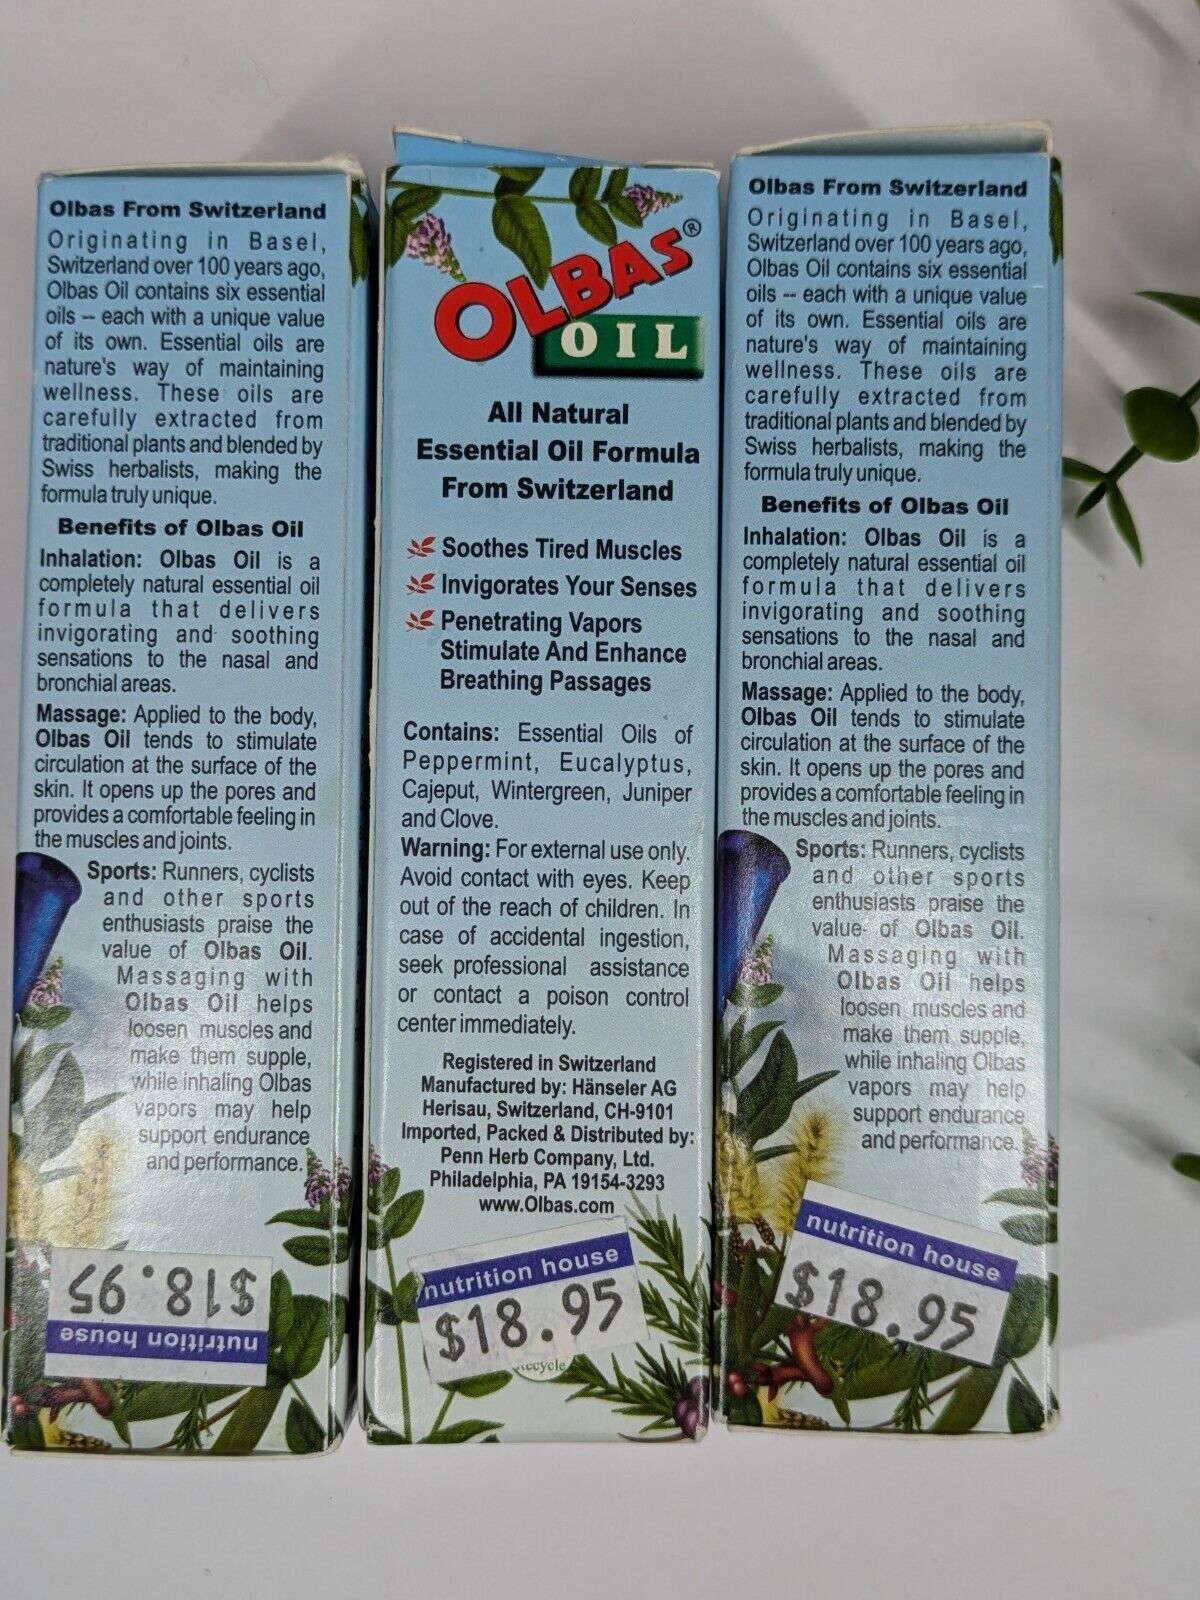 Olbas From Switzerland
Originating in Basel,
Switzerland over 100 years ago,
Olbas Oil contains six essential
oils -- each with a unique value
of its own. Essential oils are
nature's way of maintaining
wellness. These oils are
carefully extracted from
traditional plants and blended by
Swiss herbalists, making the
formula truly unique.
Benefits of Olbas Oil
Inhalation: Olbas Oil is a
completely natural essential oil
formula that delivers
invigorating and soothing
sensations to the nasal and
bronchial areas.
Massage: Applied to the body,
Olbas Oil tends to stimulate
circulation at the surface of the
skin. It opens up the pores and
provides a comfortable feeling in
the muscles and joints.
Sports: Runners, cyclists
and other sports
enthusiasts praise the
value of Olbas Oil.
Massaging with
Olbas Oil helps
loosen muscles and
make them supple,
while inhaling Olbas
vapors may help
support endurance
and performance.
nutrition house
$18.95
OLBAS®
OIL
All Natural
Essential Oil Formula
From Switzerland
Soothes Tired Muscles
Invigorates Your Senses
Penetrating Vapors
Stimulate And Enhance
Breathing Passages
Contains: Essential Oils of
Peppermint, Eucalyptus,
Cajeput, Wintergreen, Juniper
and Clove.
Warning: For external use only.
Avoid contact with eyes. Keep
out of the reach of children. In
case of accidental ingestion,
seek professional assistance
or contact a poison control
center immediately.
Registered in Switzerland
Manufactured by: Hänseler AG
Herisau, Switzerland, CH-9101
Imported, Packed & Distributed by:
Penn Herb Company, Ltd.
Philadelphia, PA 19154-3293
www.Olbas.com
nutrition house
$18.95
Recycle
Olbas From Switzerland
Originating in Basel,
Switzerland over 100 years ago,
Olbas Oil contains six essential
oils -- each with a unique value
of its own. Essential oils are
nature's way of maintaining
wellness. These oils are
carefully extracted from
traditional plants and blended by
Swiss herbalists, making the
formula truly unique.
Benefits of Olbas Oil
Inhalation: Olbas Oil is a
completely natural essential oil
formula that delivers
invigorating and soothing
sensations to the nasal and
bronchial areas.
Massage: Applied to the body,
Olbas Oil tends to stimulate
circulation at the surface of the
skin. It opens up the pores and
provides a comfortable feeling in
the muscles and joints.
Sports: Runners, cyclists
and other sports
enthusiasts praise the
value of Olbas Oil.
Massaging with
Olbas Oil helps
loosen muscles and
make them supple,
while inhaling Olbas
vapors may help
support endurance
and performance.
nutrition house
$18.95